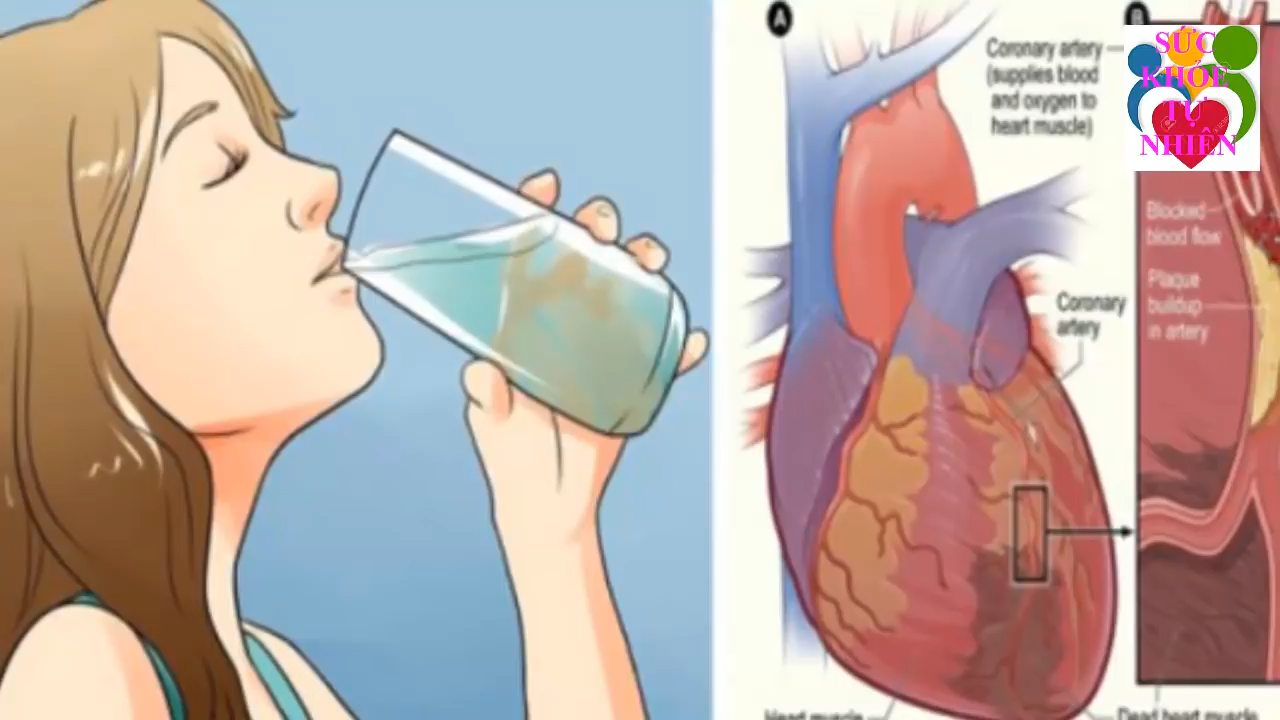 A
Coronary artery
(supplies blood
and oxygen to
heart muscle)
Coronary
artery
B
SỨC
KHỎE
TỰ
NHIÊN
Blocked
blood flow
Plaque
buildup
in artery
Heart muscle
Dead heart muscle